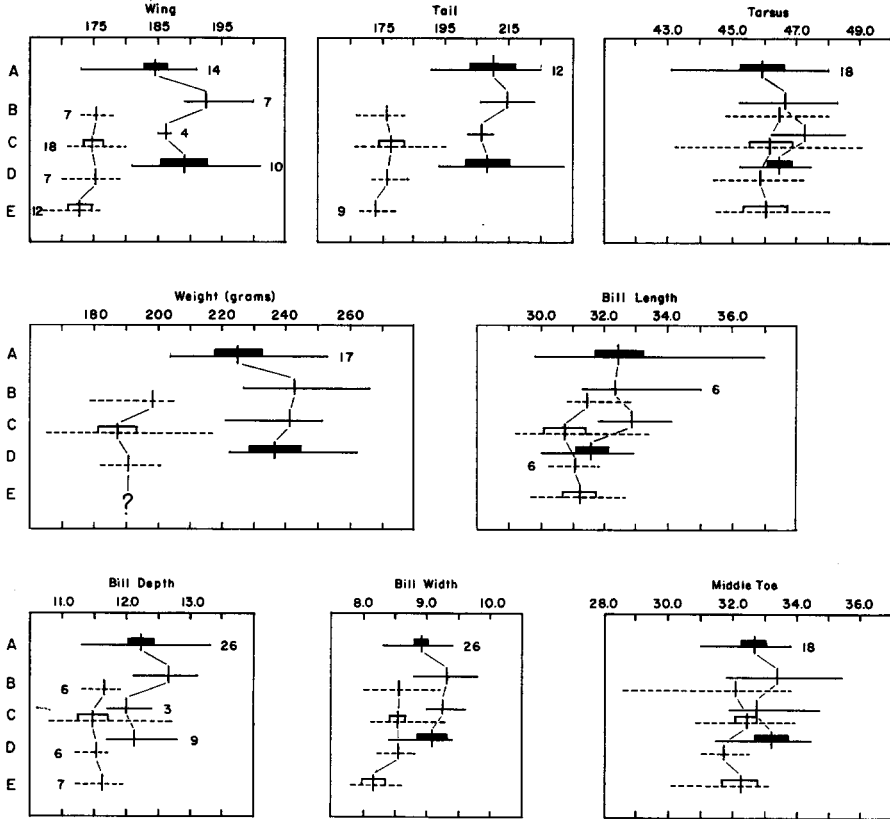 Wing
175 185 195
Tail
175 195 215
Tarsus
43.0 45.0 47.0 49.0
A
B
C
D
E
14
7
7
4
18
10
7
12
12
9
18
Weight (grams)
180 200 220 240 260
Bill Length
30.0 32.0 34.0 36.0
A
B
C
D
E
17
?
6
6
Bill Depth
11.0 12.0 13.0
Bill Width
8.0 9.0 10.0
Middle Toe
28.0 30.0 32.0 34.0 36.0
A
B
C
D
E
26
6
3
9
6
7
26
18